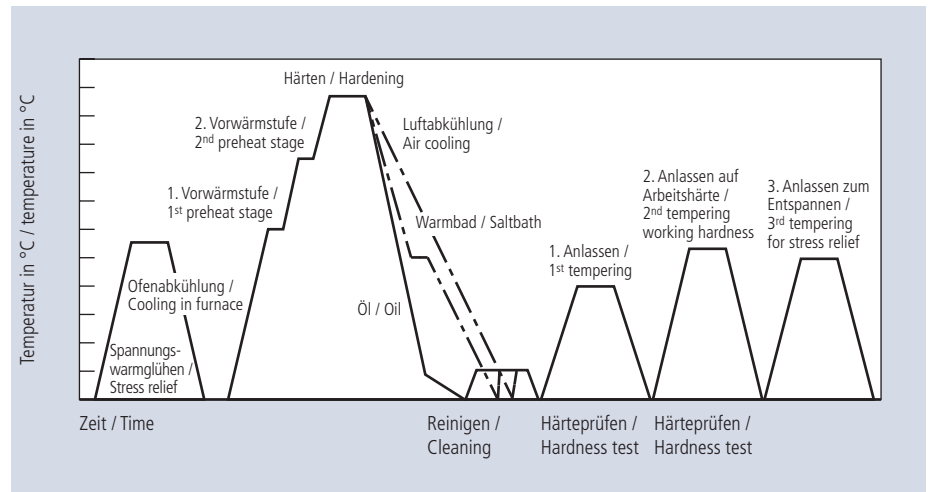 Temperatur in °C / temperature in °C
Härten / Hardening
2. Vorwärmstufe /
2nd preheat stage
Luftabkühlung /
Air cooling
1. Vorwärmstufe /
1st preheat stage
Warmbad / Saltbath
2. Anlassen auf
Arbeitshärte /
2nd tempering
working hardness
3. Anlassen zum
Entspannen /
3rd tempering
for stress relief
1. Anlassen /
1st tempering
Ofenabkühlung /
Cooling in furnace
Öl / Oil
Spannungs-
warmglühen /
Stress relief
Zeit / Time
Reinigen /
Cleaning
Härteprüfen /
Hardness test
Härteprüfen /
Hardness test